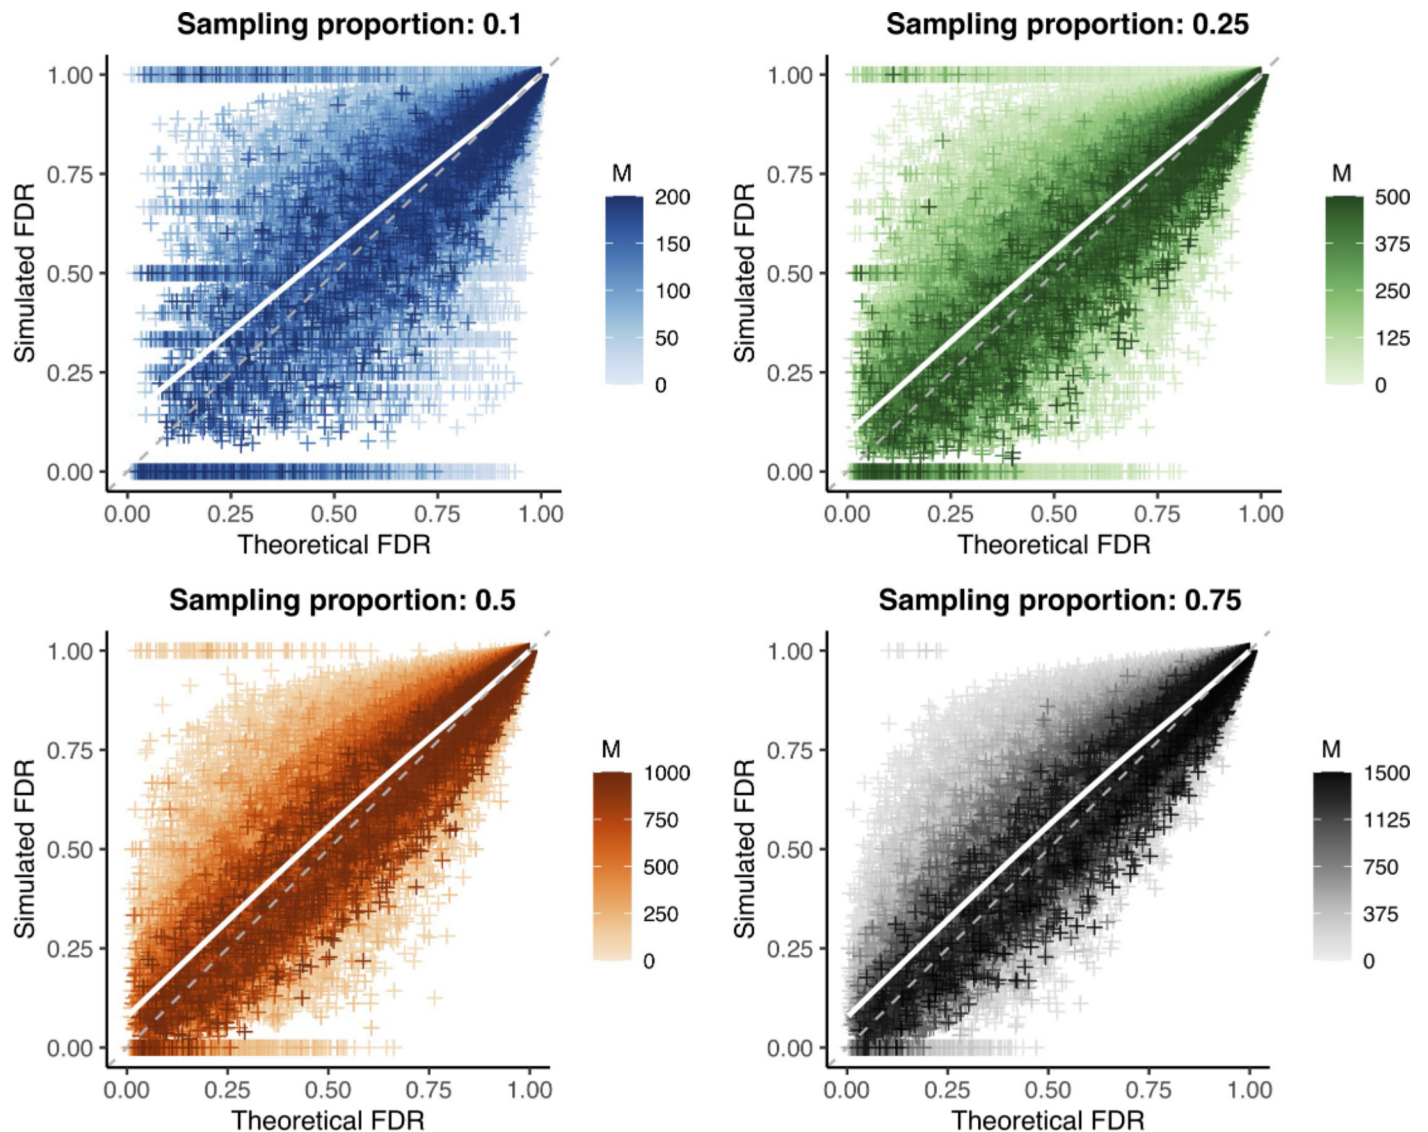 Sampling proportion: 0.1
1.00
0.75
0.50
0.25
0.00
Simulated FDR
0.00 0.25 0.50 0.75 1.00
Theoretical FDR
M
200
150
100
50
0
Sampling proportion: 0.25
1.00
0.75
0.50
0.25
0.00
Simulated FDR
0.00 0.25 0.50 0.75 1.00
Theoretical FDR
M
500
375
250
125
0
Sampling proportion: 0.5
1.00
0.75
0.50
0.25
0.00
Simulated FDR
0.00 0.25 0.50 0.75 1.00
Theoretical FDR
M
1000
750
500
250
0
Sampling proportion: 0.75
1.00
0.75
0.50
0.25
0.00
Simulated FDR
0.00 0.25 0.50 0.75 1.00
Theoretical FDR
M
1500
1125
750
375
0